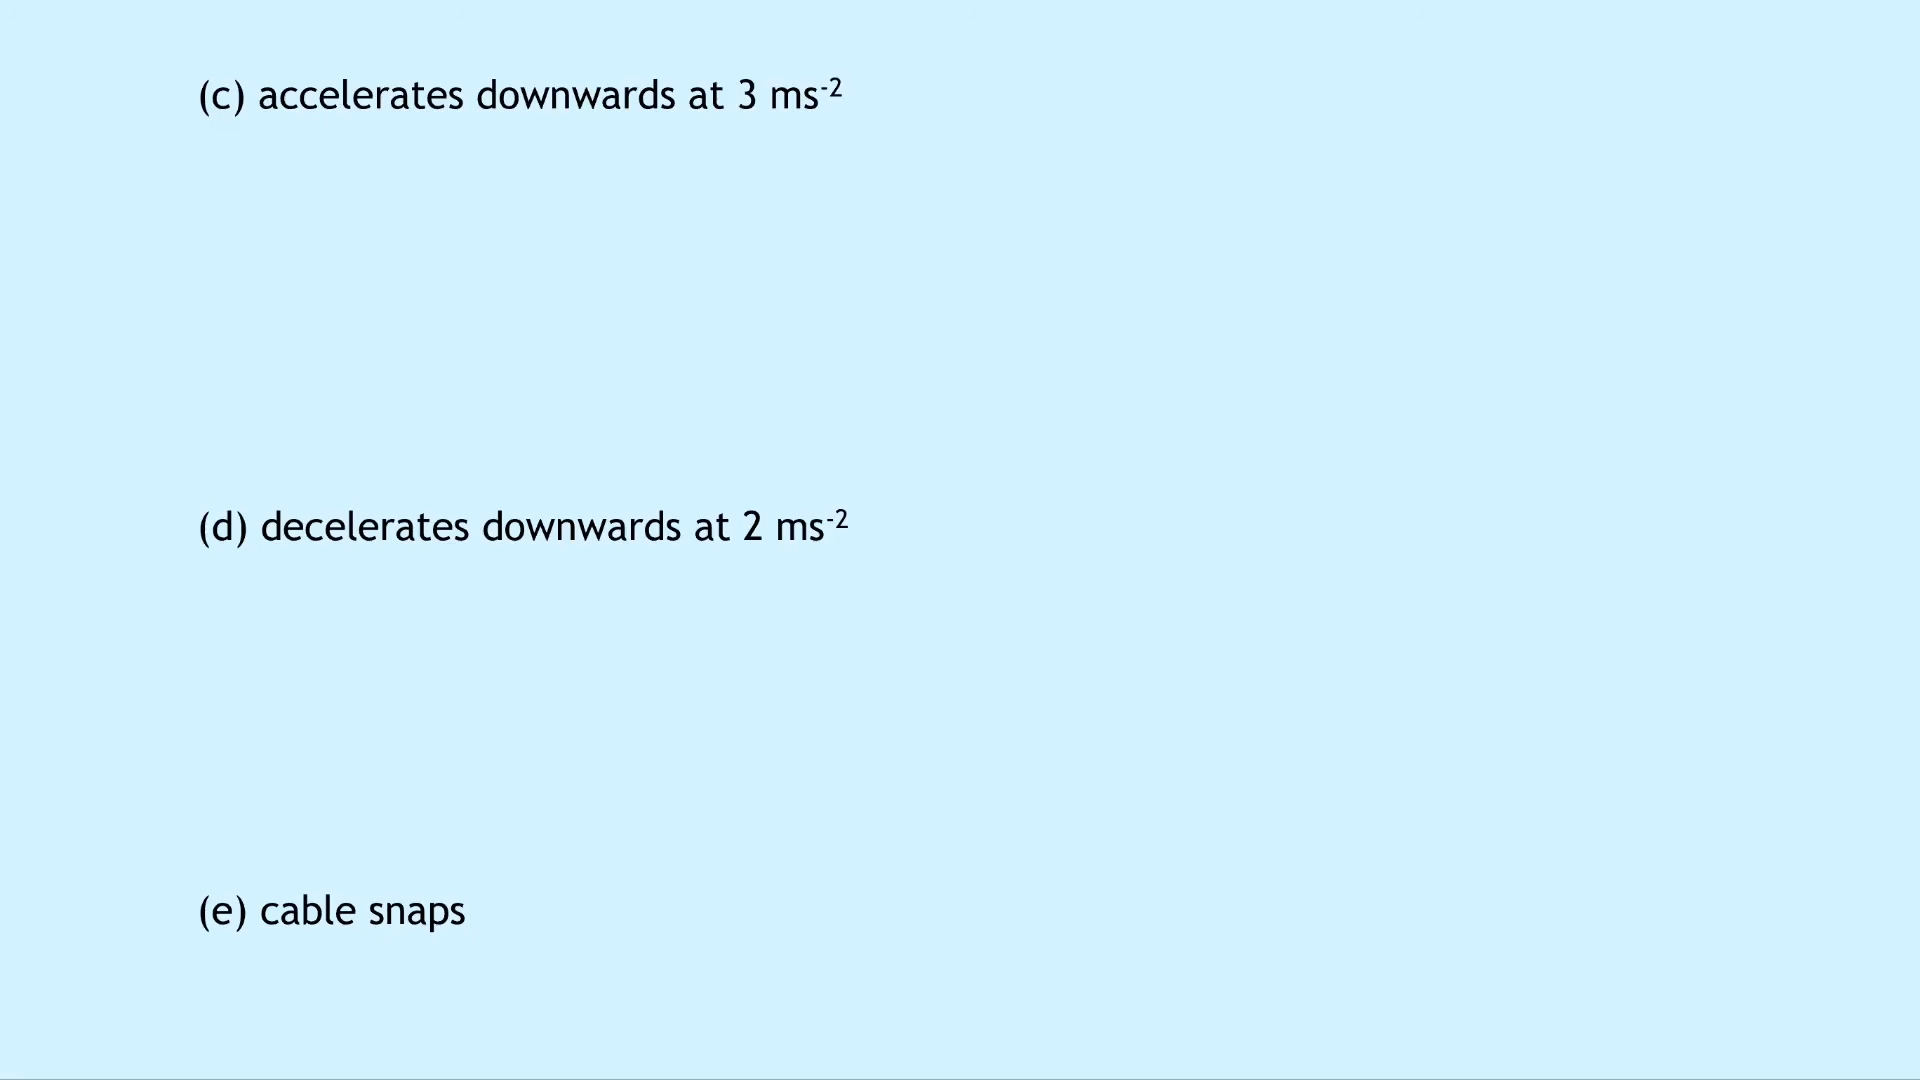 (c) accelerates downwards at 3 ms⁻²
(d) decelerates downwards at 2 ms⁻²
(e) cable snaps